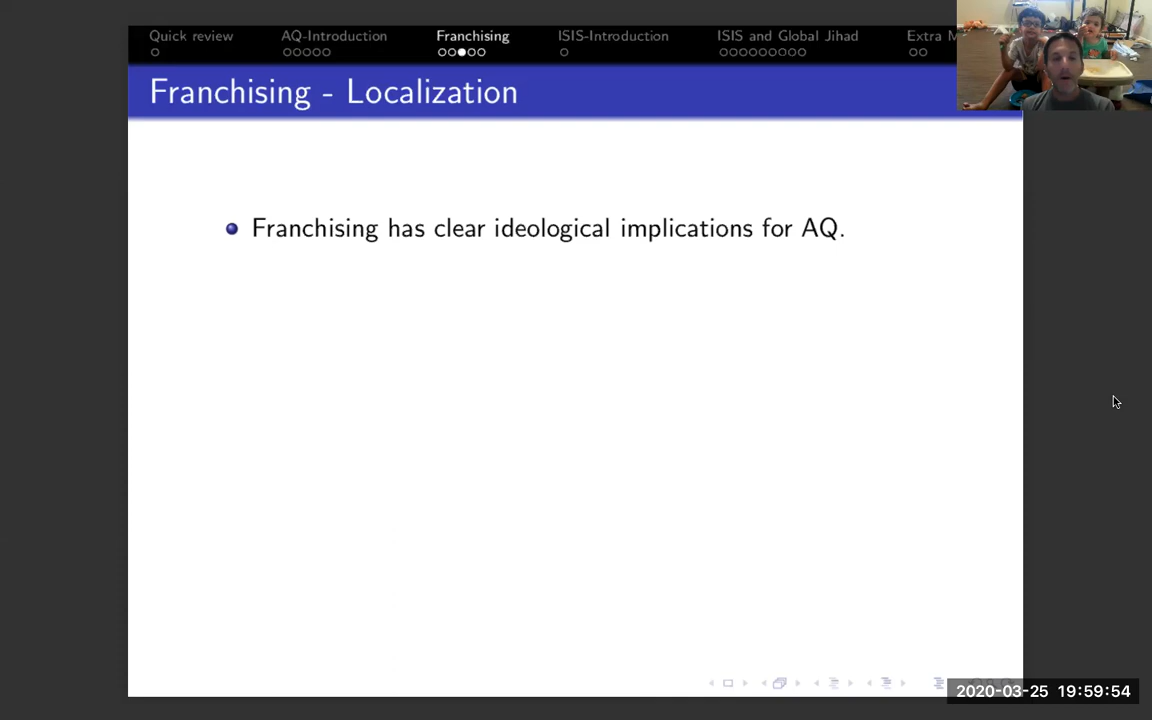 Quick review AQ-Introduction Franchising ISIS-Introduction ISIS and Global Jihad Extra
Franchising - Localization
Franchising has clear ideological implications for AQ.
2020-03-25 19:59:54